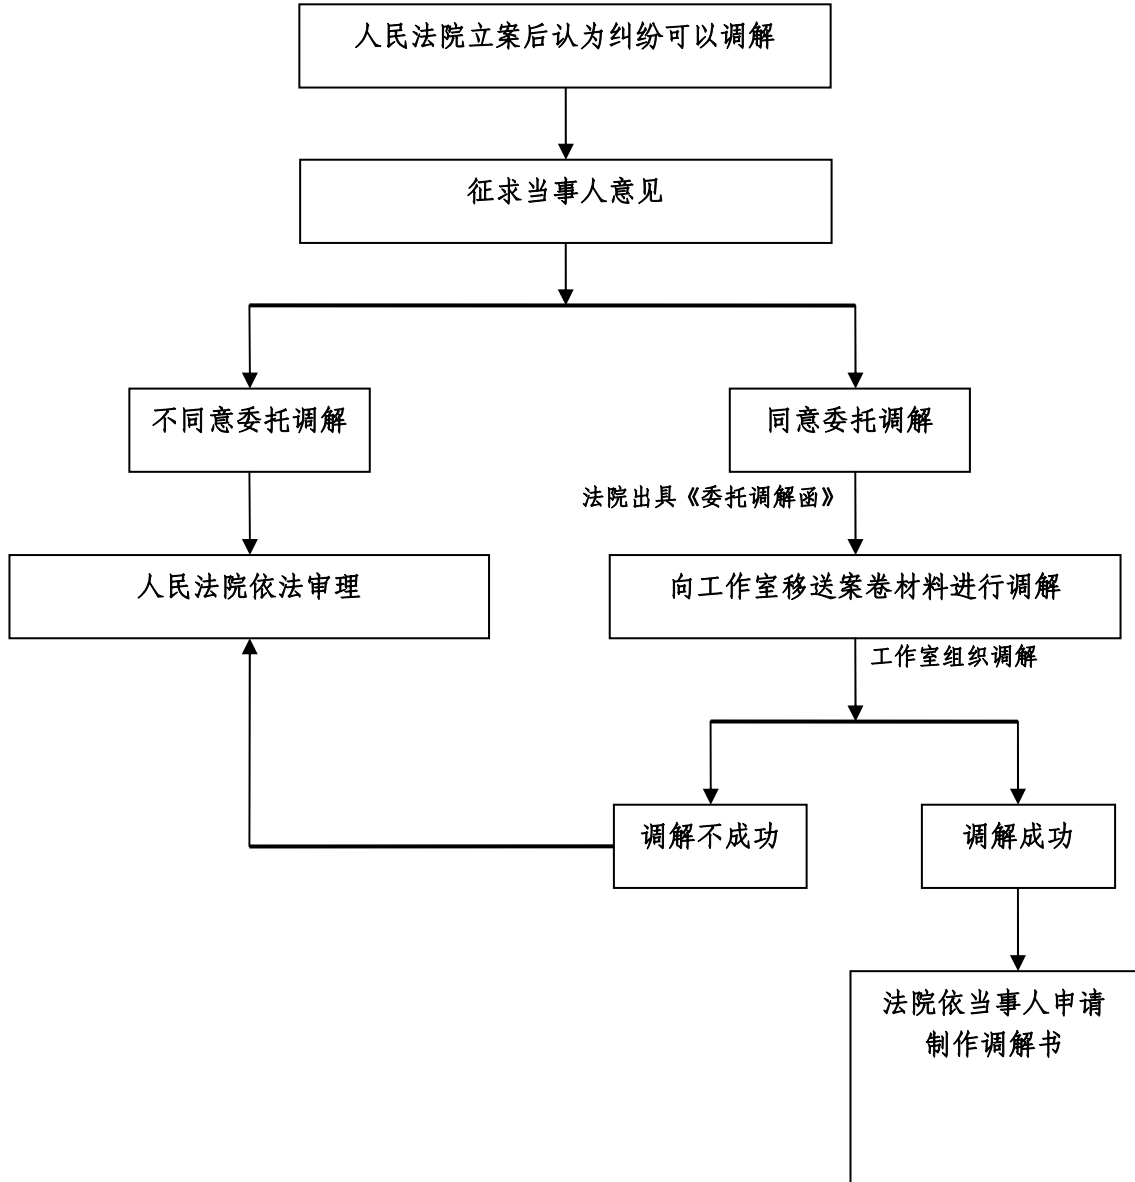 人民法院立案后认为纠纷可以调解
征求当事人意见
不同意委托调解
同意委托调解
法院出具《委托调解函》
人民法院依法审理
向工作室移送案卷材料进行调解
工作室组织调解
调解不成功
调解成功
法院依当事人申请
制作调解书